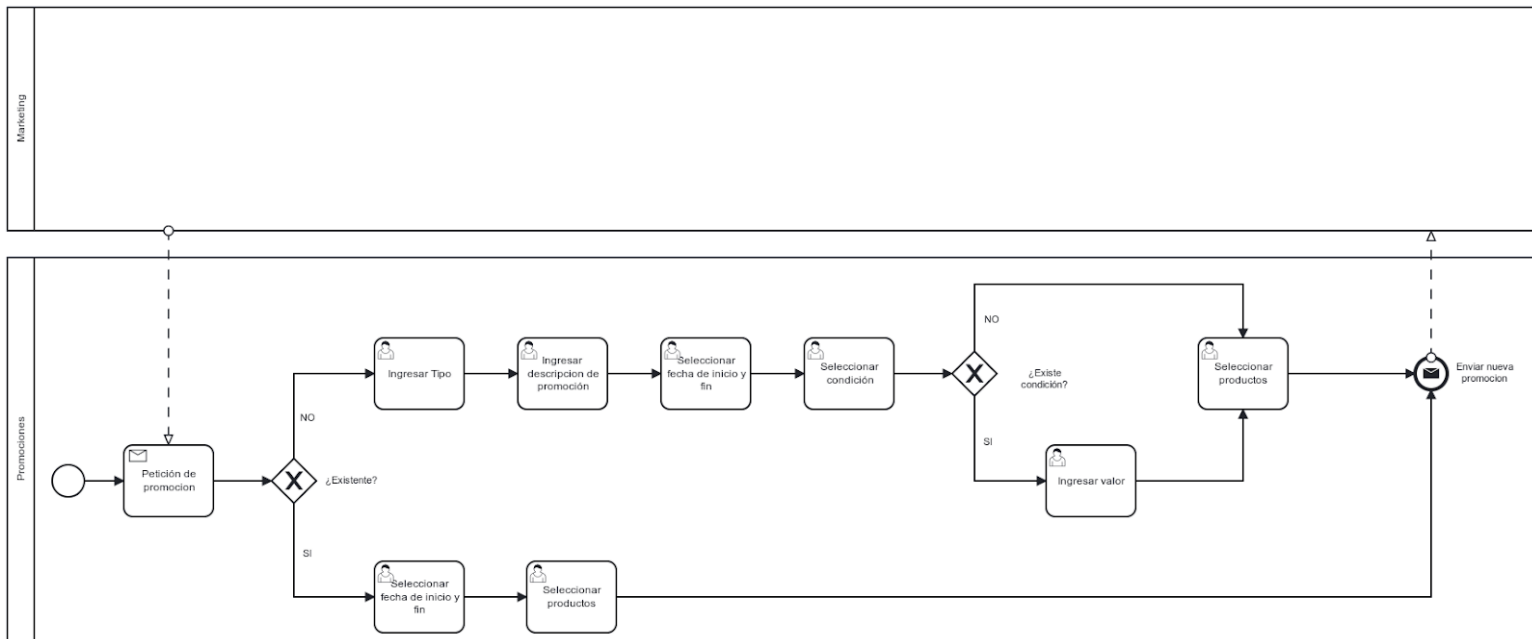 Marketing
Promociones
Petición de
promocion
¿Existente?
NO
Ingresar Tipo
Ingresar
descripcion de
promoción
Seleccionar
fecha de inicio y
fin
Seleccionar
condición
¿Existe
condición?
NO
SI
Ingresar valor
Seleccionar
productos
Enviar nueva
promocion
SI
Seleccionar
fecha de inicio y
fin
Seleccionar
productos